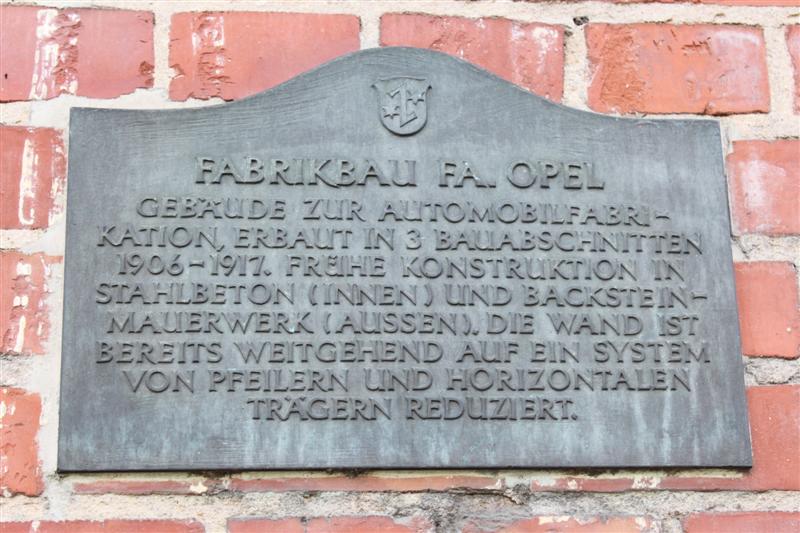 FABRIKBAU FA. OPEL
GEBÄUDE ZUR AUTOMOBILFABRI-
KATION, ERBAUT IN 3 BAUABSCHNITTEN
1906-1917. FRÜHE KONSTRUKTION IN
STAHLBETON (INNEN) UND BACKSTEIN-
MAUERWERK (AUSSEN). DIE WAND IST
BEREITS WEITGEHEND AUF EIN SYSTEM
VON PFEILERN UND HORIZONTALEN
TRÄGERN REDUZIERT.